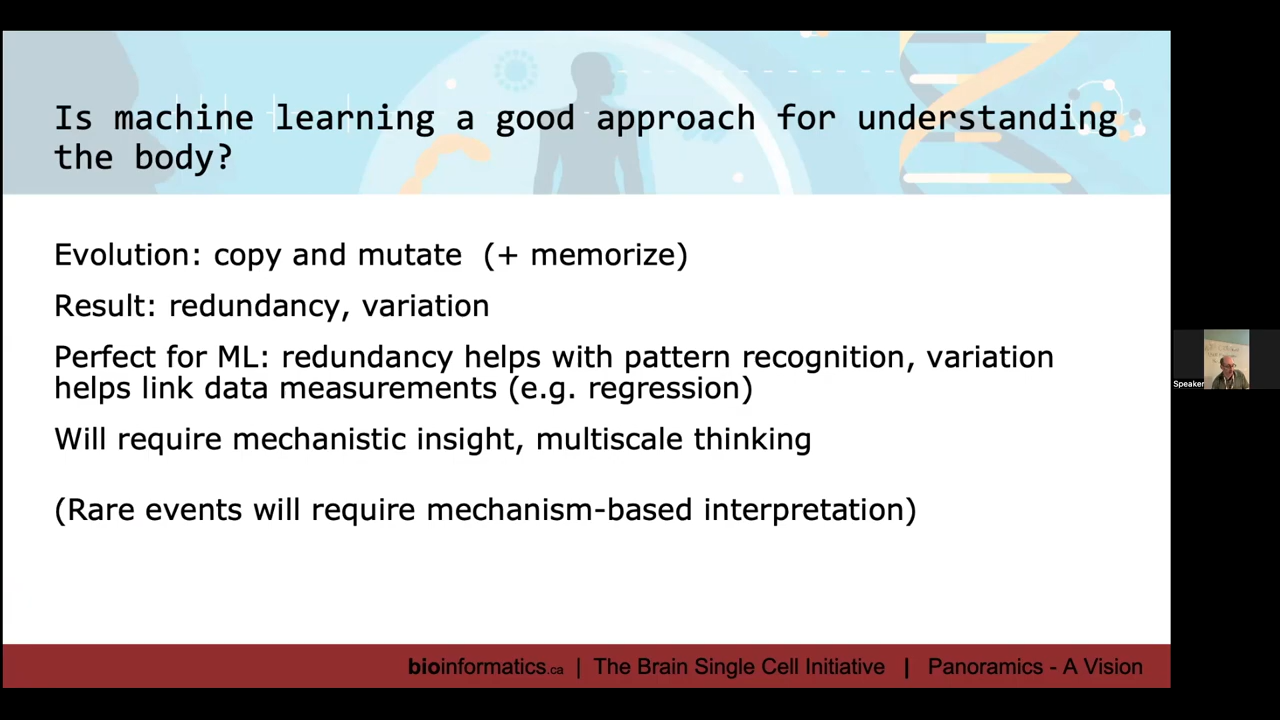 Is machine learning a good approach for understanding
the body?
Evolution: copy and mutate (+ memorize)
Result: redundancy, variation
Perfect for ML: redundancy helps with pattern recognition, variation
helps link data measurements (e.g. regression)
Will require mechanistic insight, multiscale thinking
(Rare events will require mechanism-based interpretation)
Speaker
bioinformatics.ca | The Brain Single Cell Initiative | Panoramics - A Vision